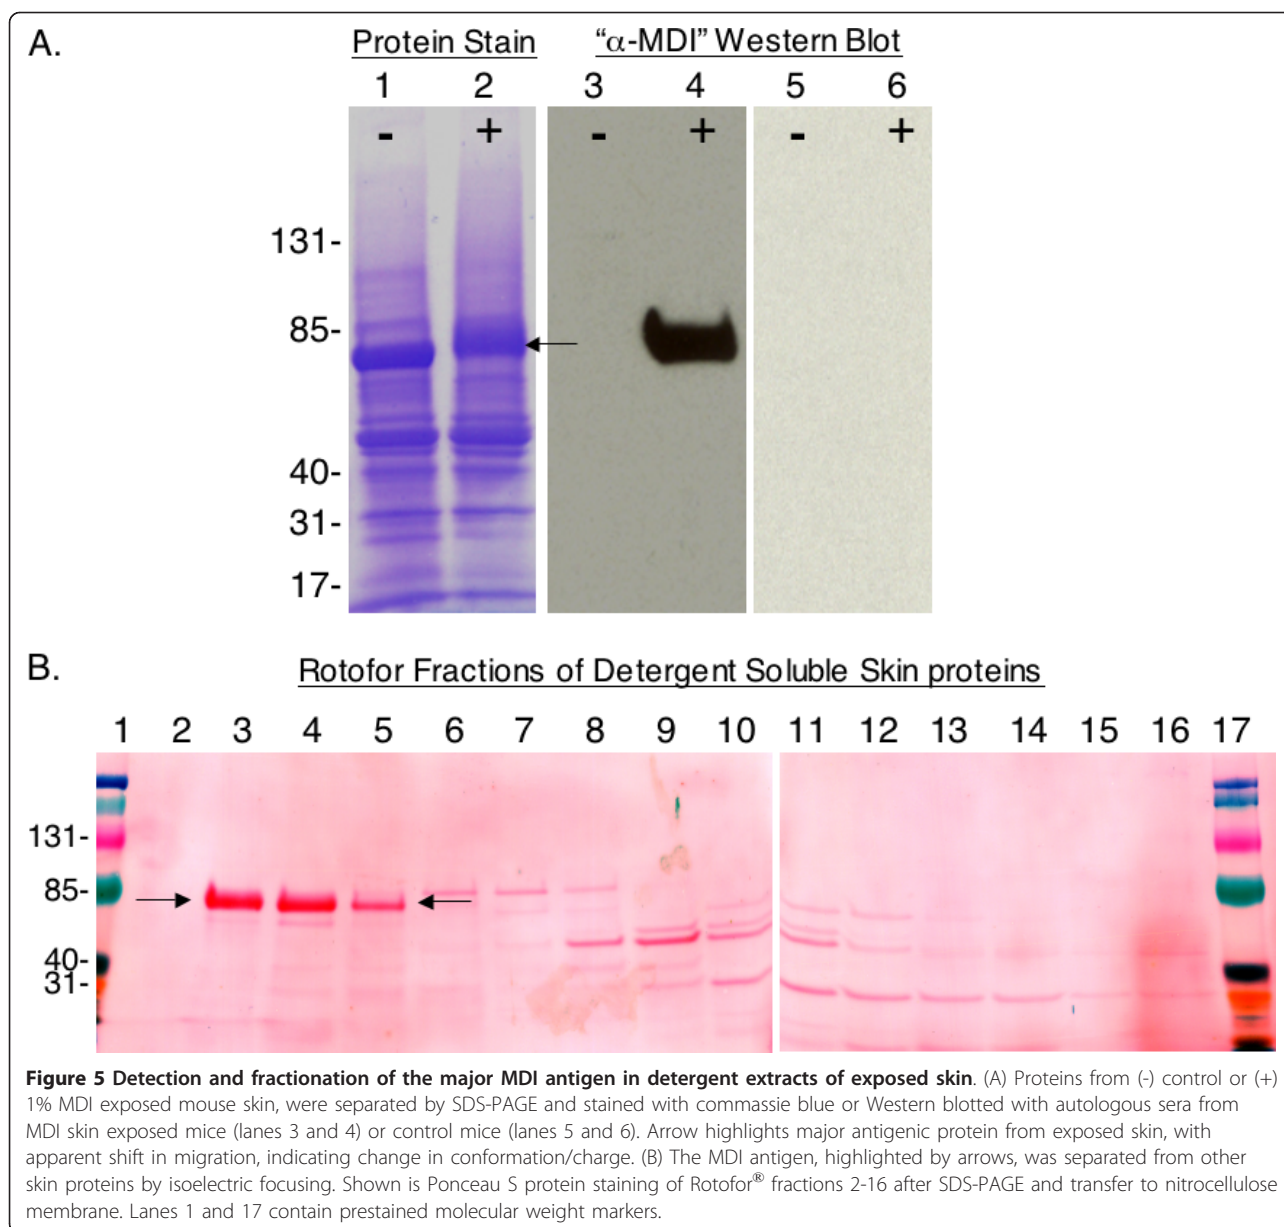 A.
Protein Stain
“α-MDI” Western Blot
1 2 3 4 5 6
- + - + - +
131-
85-
40-
31-
17-
B.
Rotofor Fractions of Detergent Soluble Skin proteins
1 2 3 4 5 6 7 8 9 10 11 12 13 14 15 16 17
131-
85-
40-
31-
Figure 5 Detection and fractionation of the major MDI antigen in detergent extracts of exposed skin. (A) Proteins from (-) control or (+)
1% MDI exposed mouse skin, were separated by SDS-PAGE and stained with commassie blue or Western blotted with autologous sera from
MDI skin exposed mice (lanes 3 and 4) or control mice (lanes 5 and 6). Arrow highlights major antigenic protein from exposed skin, with
apparent shift in migration, indicating change in conformation/charge. (B) The MDI antigen, highlighted by arrows, was separated from other
skin proteins by isoelectric focusing. Shown is Ponceau S protein staining of Rotofor® fractions 2-16 after SDS-PAGE and transfer to nitrocellulose
membrane. Lanes 1 and 17 contain prestained molecular weight markers.